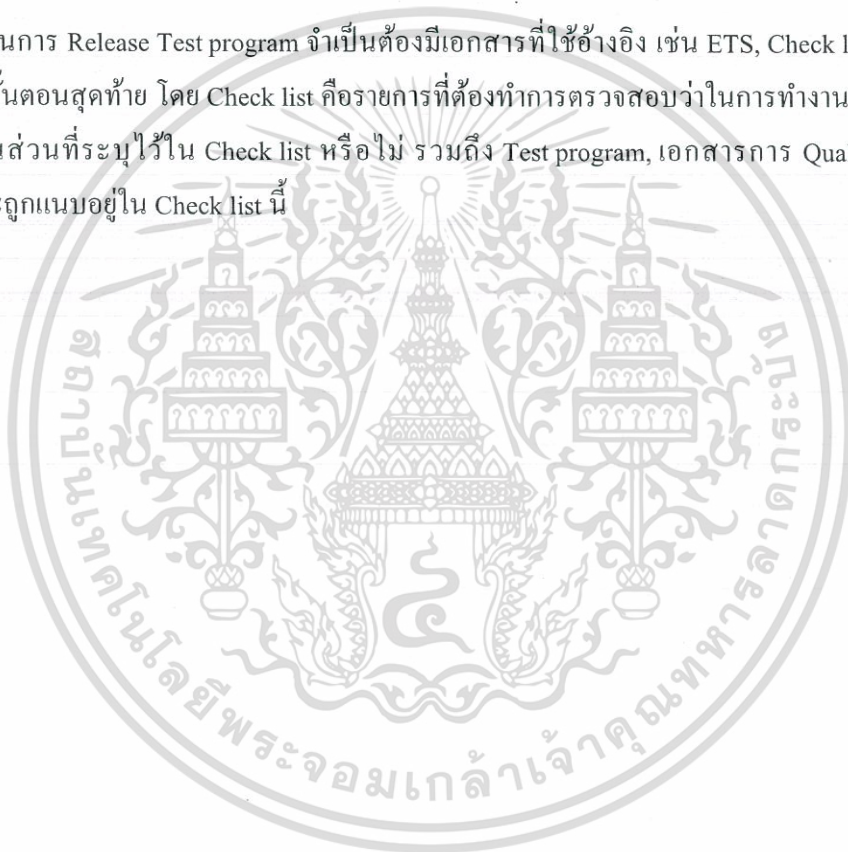 นการ Release Test program จำเป็นต้องมีเอกสารที่ใช้อ้างอิง เช่น ETS, Check l
ั้นตอนสุดท้าย โดย Check list คือรายการที่ต้องทำการตรวจสอบว่าในการทำงาน
นส่วนที่ระบุไว้ใน Check list หรือไม่ รวมถึง Test program, เอกสารการ Qua
ะถูกแนบอยู่ใน Check list นี้
สถาบันเทคโนโลยีพระจอมเกล้าเจ้าคุณทหารลาดกระบัง